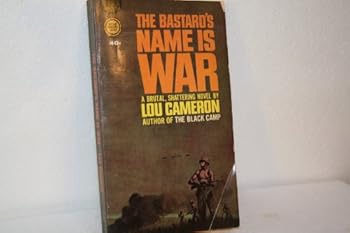 THE BASTARD'S
NAME IS
WAR
A BRUTAL, SHATTERING NOVEL BY
LOU CAMERON
AUTHOR OF THE BLACK CAMP